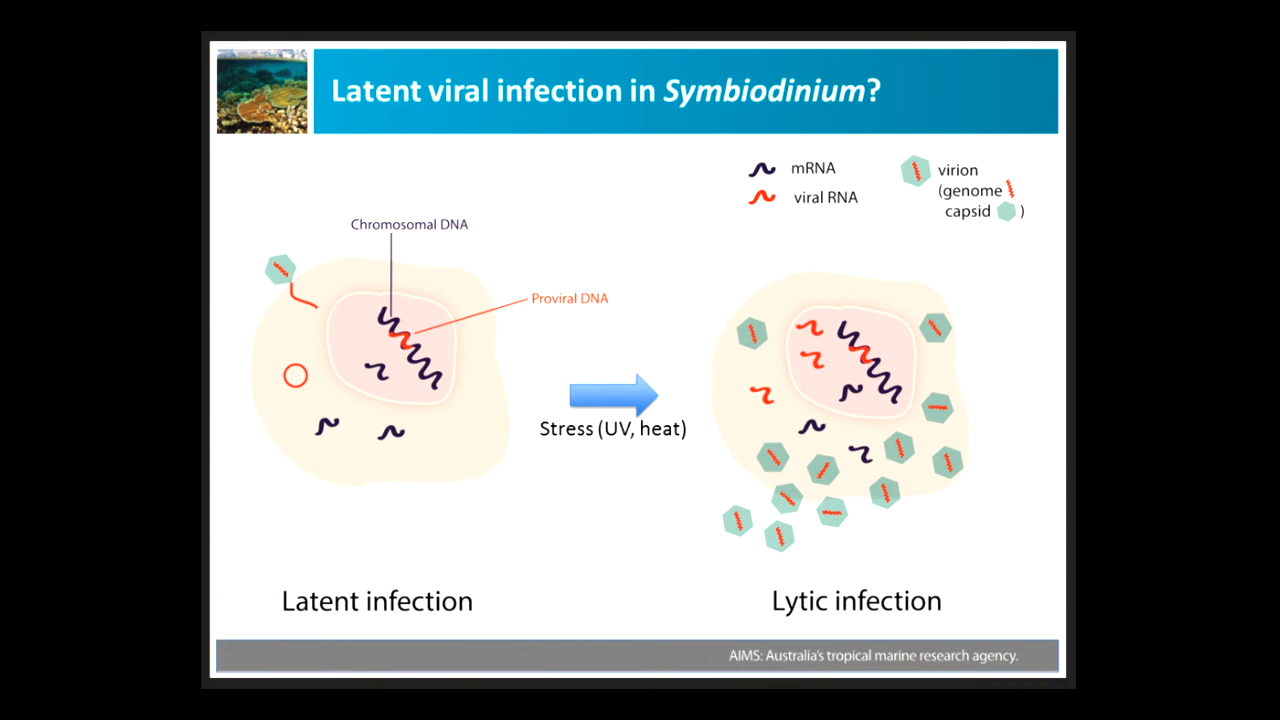 Latent viral infection in Symbiodinium?
mRNA
viral RNA
virion
(genome
capsid )
Chromosomal DNA
Proviral DNA
Stress (UV, heat)
Latent infection
Lytic infection
AIMS: Australia's tropical marine research agency.